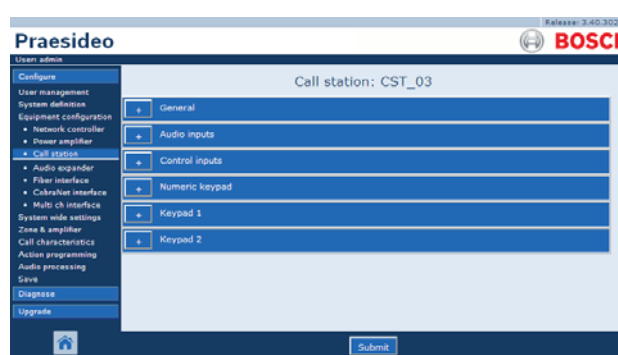 Release: 3.40.302
Praesideo
BOSCH
User: admin
Configure
User management
System definition
Equipment configuration
• Network controller
• Power amplifier
• Call station
• Audio expander
• Fiber interface
• CobraNet interface
• Multi ch interface
System wide settings
Zone & amplifier
Call characteristics
Action programming
Audio processing
Save
Diagnose
Upgrade
Call station: CST_03
+ General
+ Audio inputs
+ Control inputs
+ Numeric keypad
+ Keypad 1
+ Keypad 2
Submit